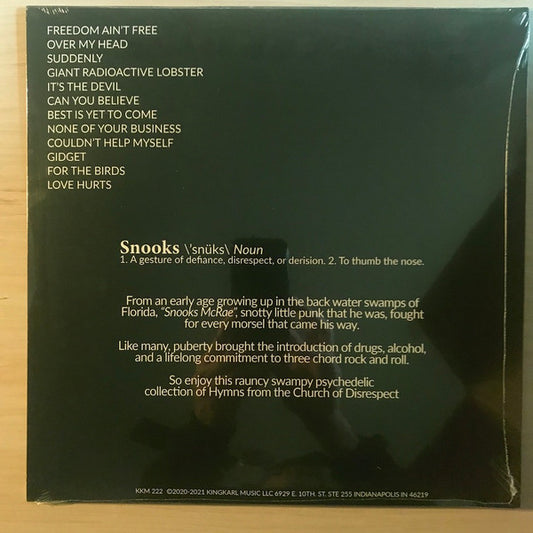 FREEDOM AIN'T FREE
OVER MY HEAD
SUDDENLY
GIANT RADIOACTIVE LOBSTER
IT'S THE DEVIL
CAN YOU BELIEVE
BEST IS YET TO COME
NONE OF YOUR BUSINESS
COULDN'T HELP MYSELF
GIDGET
FOR THE BIRDS
LOVE HURTS
Snooks \'snüks\ Noun
1. A gesture of defiance, disrespect, or derision. 2. To thumb the nose.
From an early age growing up in the back water swamps of
Florida, "Snooks McRae", snotty little punk that he was, fought
for every morsel that came his way.
Like many, puberty brought the introduction of drugs, alcohol,
and a lifelong commitment to three chord rock and roll.
So enjoy this rauncy swampy psychedelic
collection of Hymns from the Church of Disrespect
KKM 222 ©2020-2021 KINGKARL MUSIC LLC 6929 E. 10TH. ST. STE 255 INDIANAPOLIS IN 46219